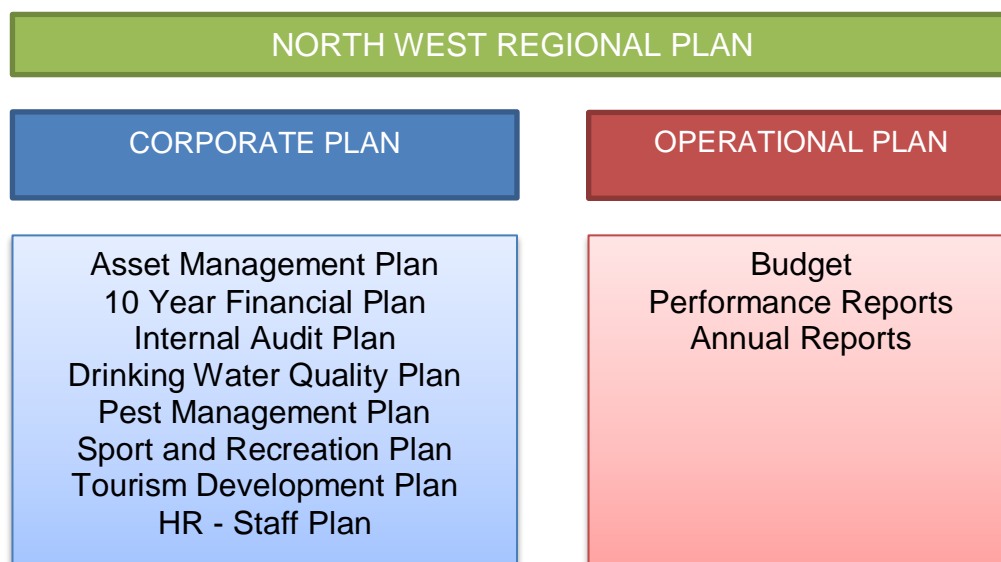 NORTH WEST REGIONAL PLAN
CORPORATE PLAN
OPERATIONAL PLAN
Asset Management Plan
10 Year Financial Plan
Internal Audit Plan
Drinking Water Quality Plan
Pest Management Plan
Sport and Recreation Plan
Tourism Development Plan
HR - Staff Plan
Budget
Performance Reports
Annual Reports